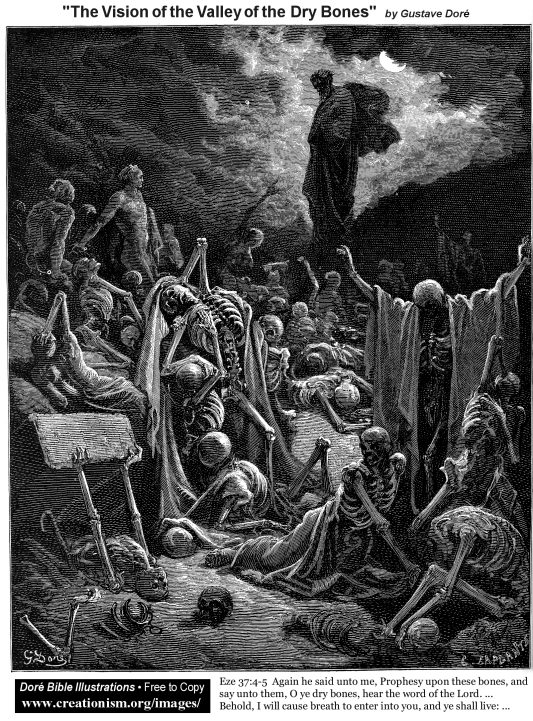 "The Vision of the Valley of the Dry Bones" by Gustave Doré
G. Doré
Doré Bible Illustrations • Free to Copy
www.creationism.org/images/
Eze 37:4-5 Again he said unto me, Prophesy upon these bones, and
say unto them, O ye dry bones, hear the word of the Lord. ...
Behold, I will cause breath to enter into you, and ye shall live: ...